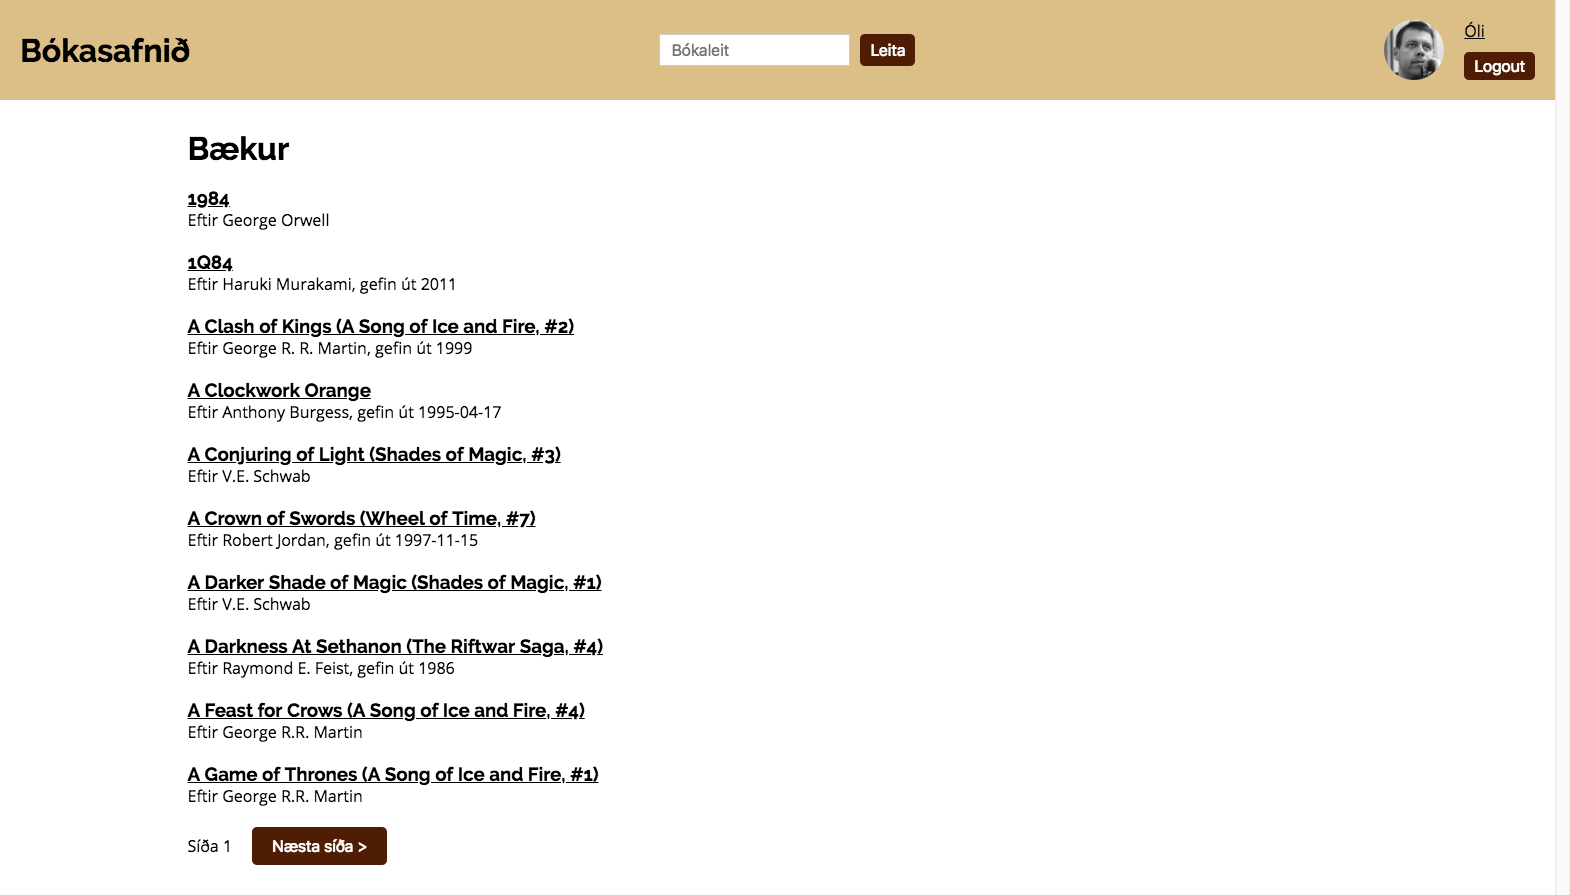 Bókasafnið
Bókaleit
Leita
Óli
Logout
Bækur
1984
Eftir George Orwell
1Q84
Eftir Haruki Murakami, gefin út 2011
A Clash of Kings (A Song of Ice and Fire, #2)
Eftir George R. R. Martin, gefin út 1999
A Clockwork Orange
Eftir Anthony Burgess, gefin út 1995-04-17
A Conjuring of Light (Shades of Magic, #3)
Eftir V.E. Schwab
A Crown of Swords (Wheel of Time, #7)
Eftir Robert Jordan, gefin út 1997-11-15
A Darker Shade of Magic (Shades of Magic, #1)
Eftir V.E. Schwab
A Darkness At Sethanon (The Riftwar Saga, #4)
Eftir Raymond E. Feist, gefin út 1986
A Feast for Crows (A Song of Ice and Fire, #4)
Eftir George R.R. Martin
A Game of Thrones (A Song of Ice and Fire, #1)
Eftir George R.R. Martin
Síða 1
Næsta síða >